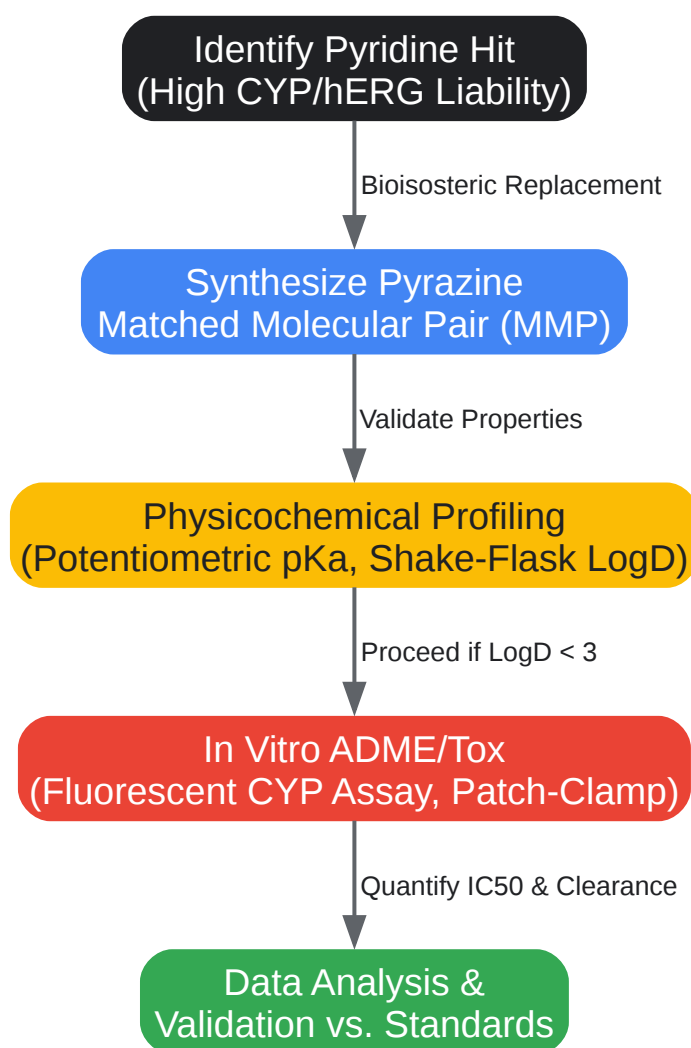 Identify Pyridine Hit
(High CYP/hERG Liability)
Bioisosteric Replacement
Synthesize Pyrazine
Matched Molecular Pair (MMP)
Validate Properties
Physicochemical Profiling
(Potentiometric pKa, Shake-Flask LogD)
Proceed if LogD < 3
In Vitro ADME/Tox
(Fluorescent CYP Assay, Patch-Clamp)
Quantify IC50 & Clearance
Data Analysis &
Validation vs. Standards